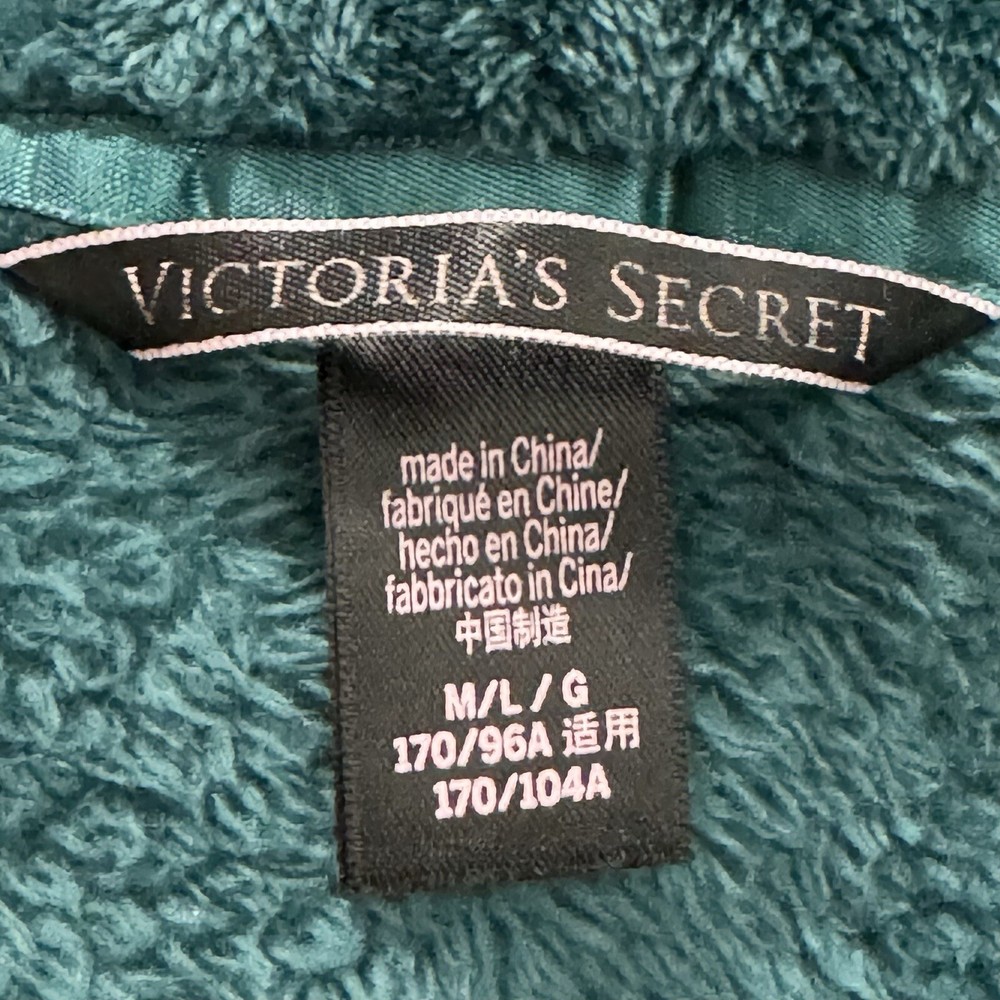 VICTORIA'S SECRET
made in China/
fabriqué en Chine/
hecho en China/
fabbricato in Cina/
中国制造
M/L / G
170/96A 适用
170/104A